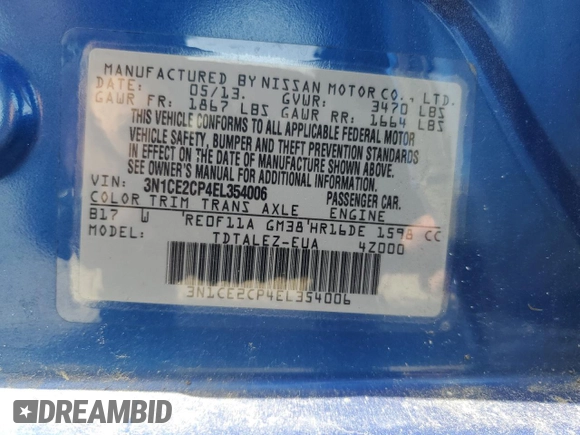 MANUFACTURED BY NISSAN MOTOR CO., LTD.
DATE: 05/13. GVWR: 3470 LBS
GAWR FR: 1867 LBS GAWR RR: 1664 LBS
THIS VEHICLE CONFORMS TO ALL APPLICABLE FEDERAL MOTOR
VEHICLE SAFETY, BUMPER AND THEFT PREVENTION STANDARDS
IN EFFECT ON THE DATE OF MANUFACTURE SHOWN ABOVE.
SEE OWNER'S MANUAL FOR ADDITIONAL INFORMATION.
VIN: 3N1CE2CP4EL354006 PASSENGER CAR.
COLOR TRIM TRANS AXLE ENGINE
B17 W RE0F11A GM38 HR16DE 1598 CC
MODEL: TDTALEZ-EUA 4Z000
3N1CE2CP4EL354006
DREAMBID